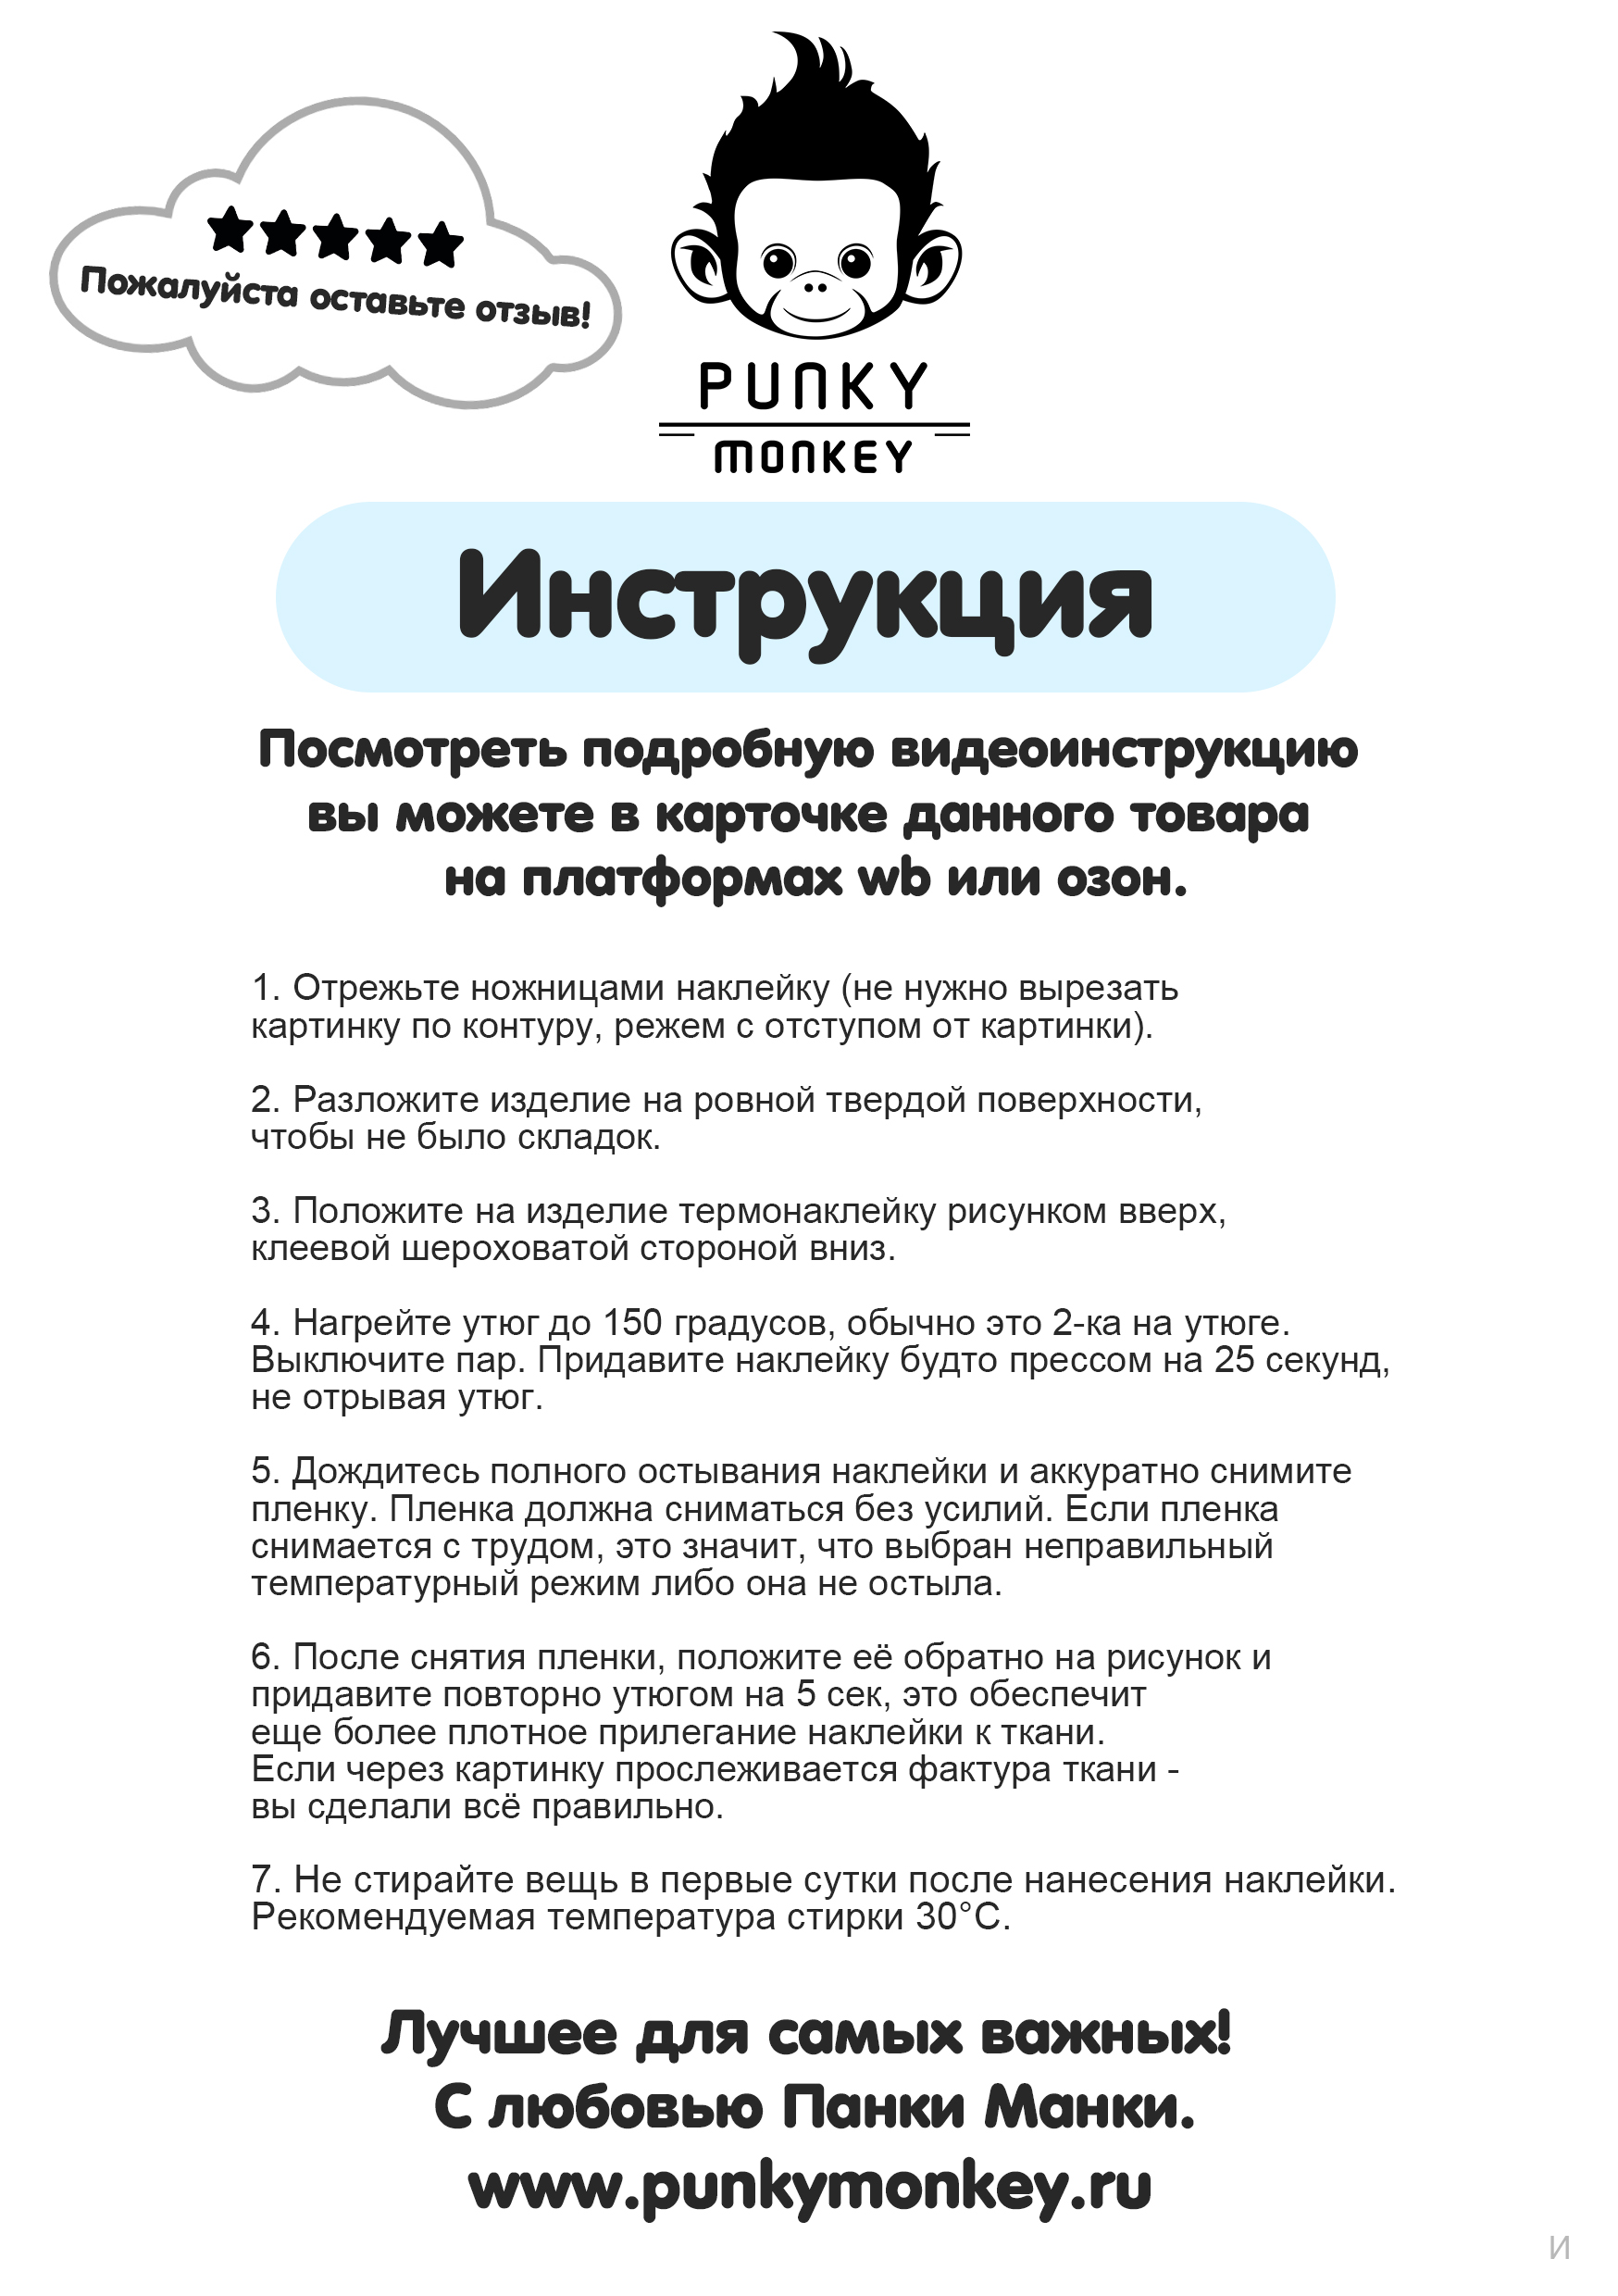 Пожалуйста оставьте отзыв!
PUNKY
MONKEY
Инструкция
Посмотреть подробную видеоинструкцию
вы можете в карточке данного товара
на платформах wb или озон.
1. Отрежьте ножницами наклейку (не нужно вырезать
картинку по контуру, режем с отступом от картинки).
2. Разложите изделие на ровной твердой поверхности,
чтобы не было складок.
3. Положите на изделие термонаклейку рисунком вверх,
клеевой шероховатой стороной вниз.
4. Нагрейте утюг до 150 градусов, обычно это 2-ка на утюге.
Выключите пар. Придавите наклейку будто прессом на 25 секунд,
не отрывая утюг.
5. Дождитесь полного остывания наклейки и аккуратно снимите
пленку. Пленка должна сниматься без усилий. Если пленка
снимается с трудом, это значит, что выбран неправильный
температурный режим либо она не остыла.
6. После снятия пленки, положите её обратно на рисунок и
придавите повторно утюгом на 5 сек, это обеспечит
еще более плотное прилегание наклейки к ткани.
Если через картинку прослеживается фактура ткани -
вы сделали всё правильно.
7. Не стирайте вещь в первые сутки после нанесения наклейки.
Рекомендуемая температура стирки 30°C.
Лучшее для самых важных!
С любовью Панки Манки.
www.punkymonkey.ru
И